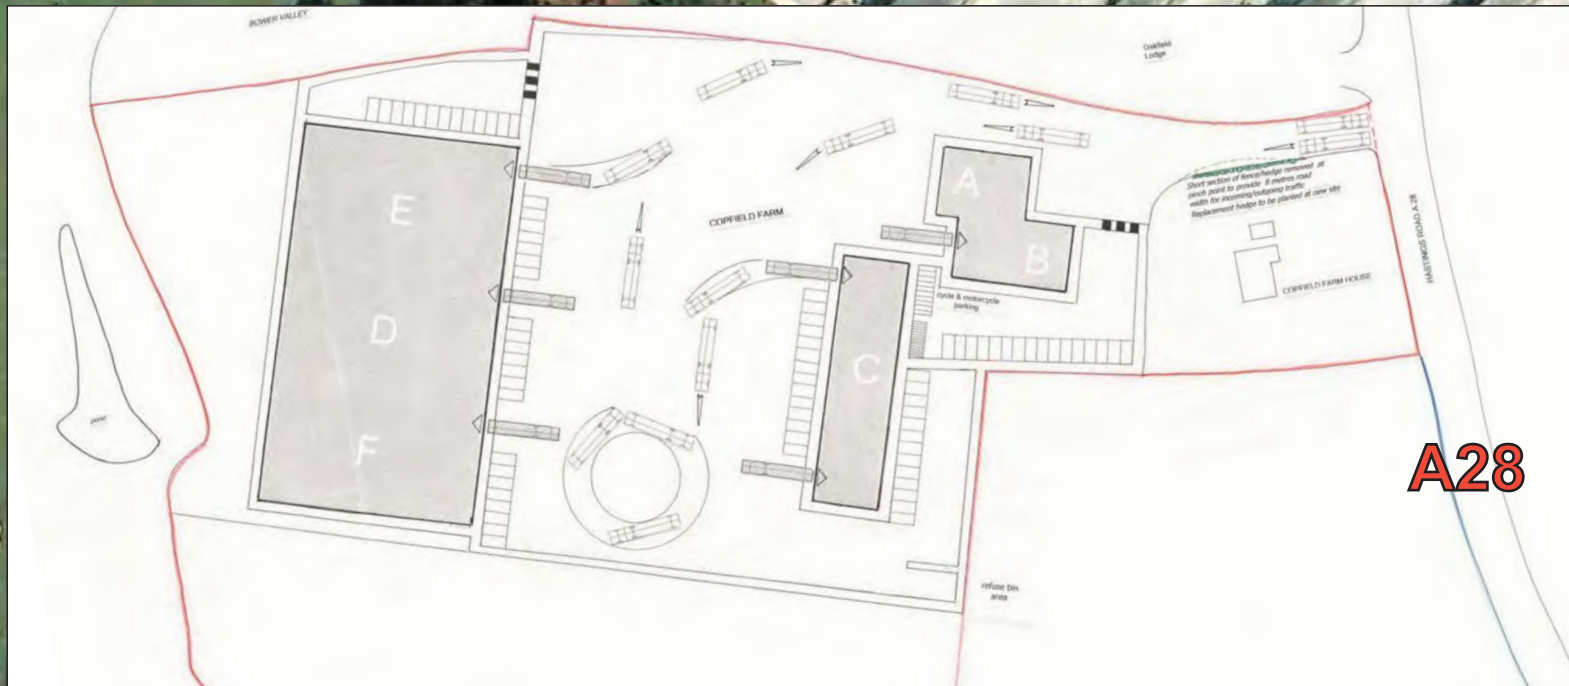 BOWER VALLEY
Oakfield
Lodge
Short section of fence/hedge removed at
pinch point to provide 8 metres road
width for incoming/outgoing traffic
Replacement hedge to be planted at new site
COPFIELD FARM
HASTINGS ROAD A 28
COPFIELD FARM HOUSE
cycle & motorcycle
parking
A
B
C
E
D
F
pond
A28
refuse bin
area